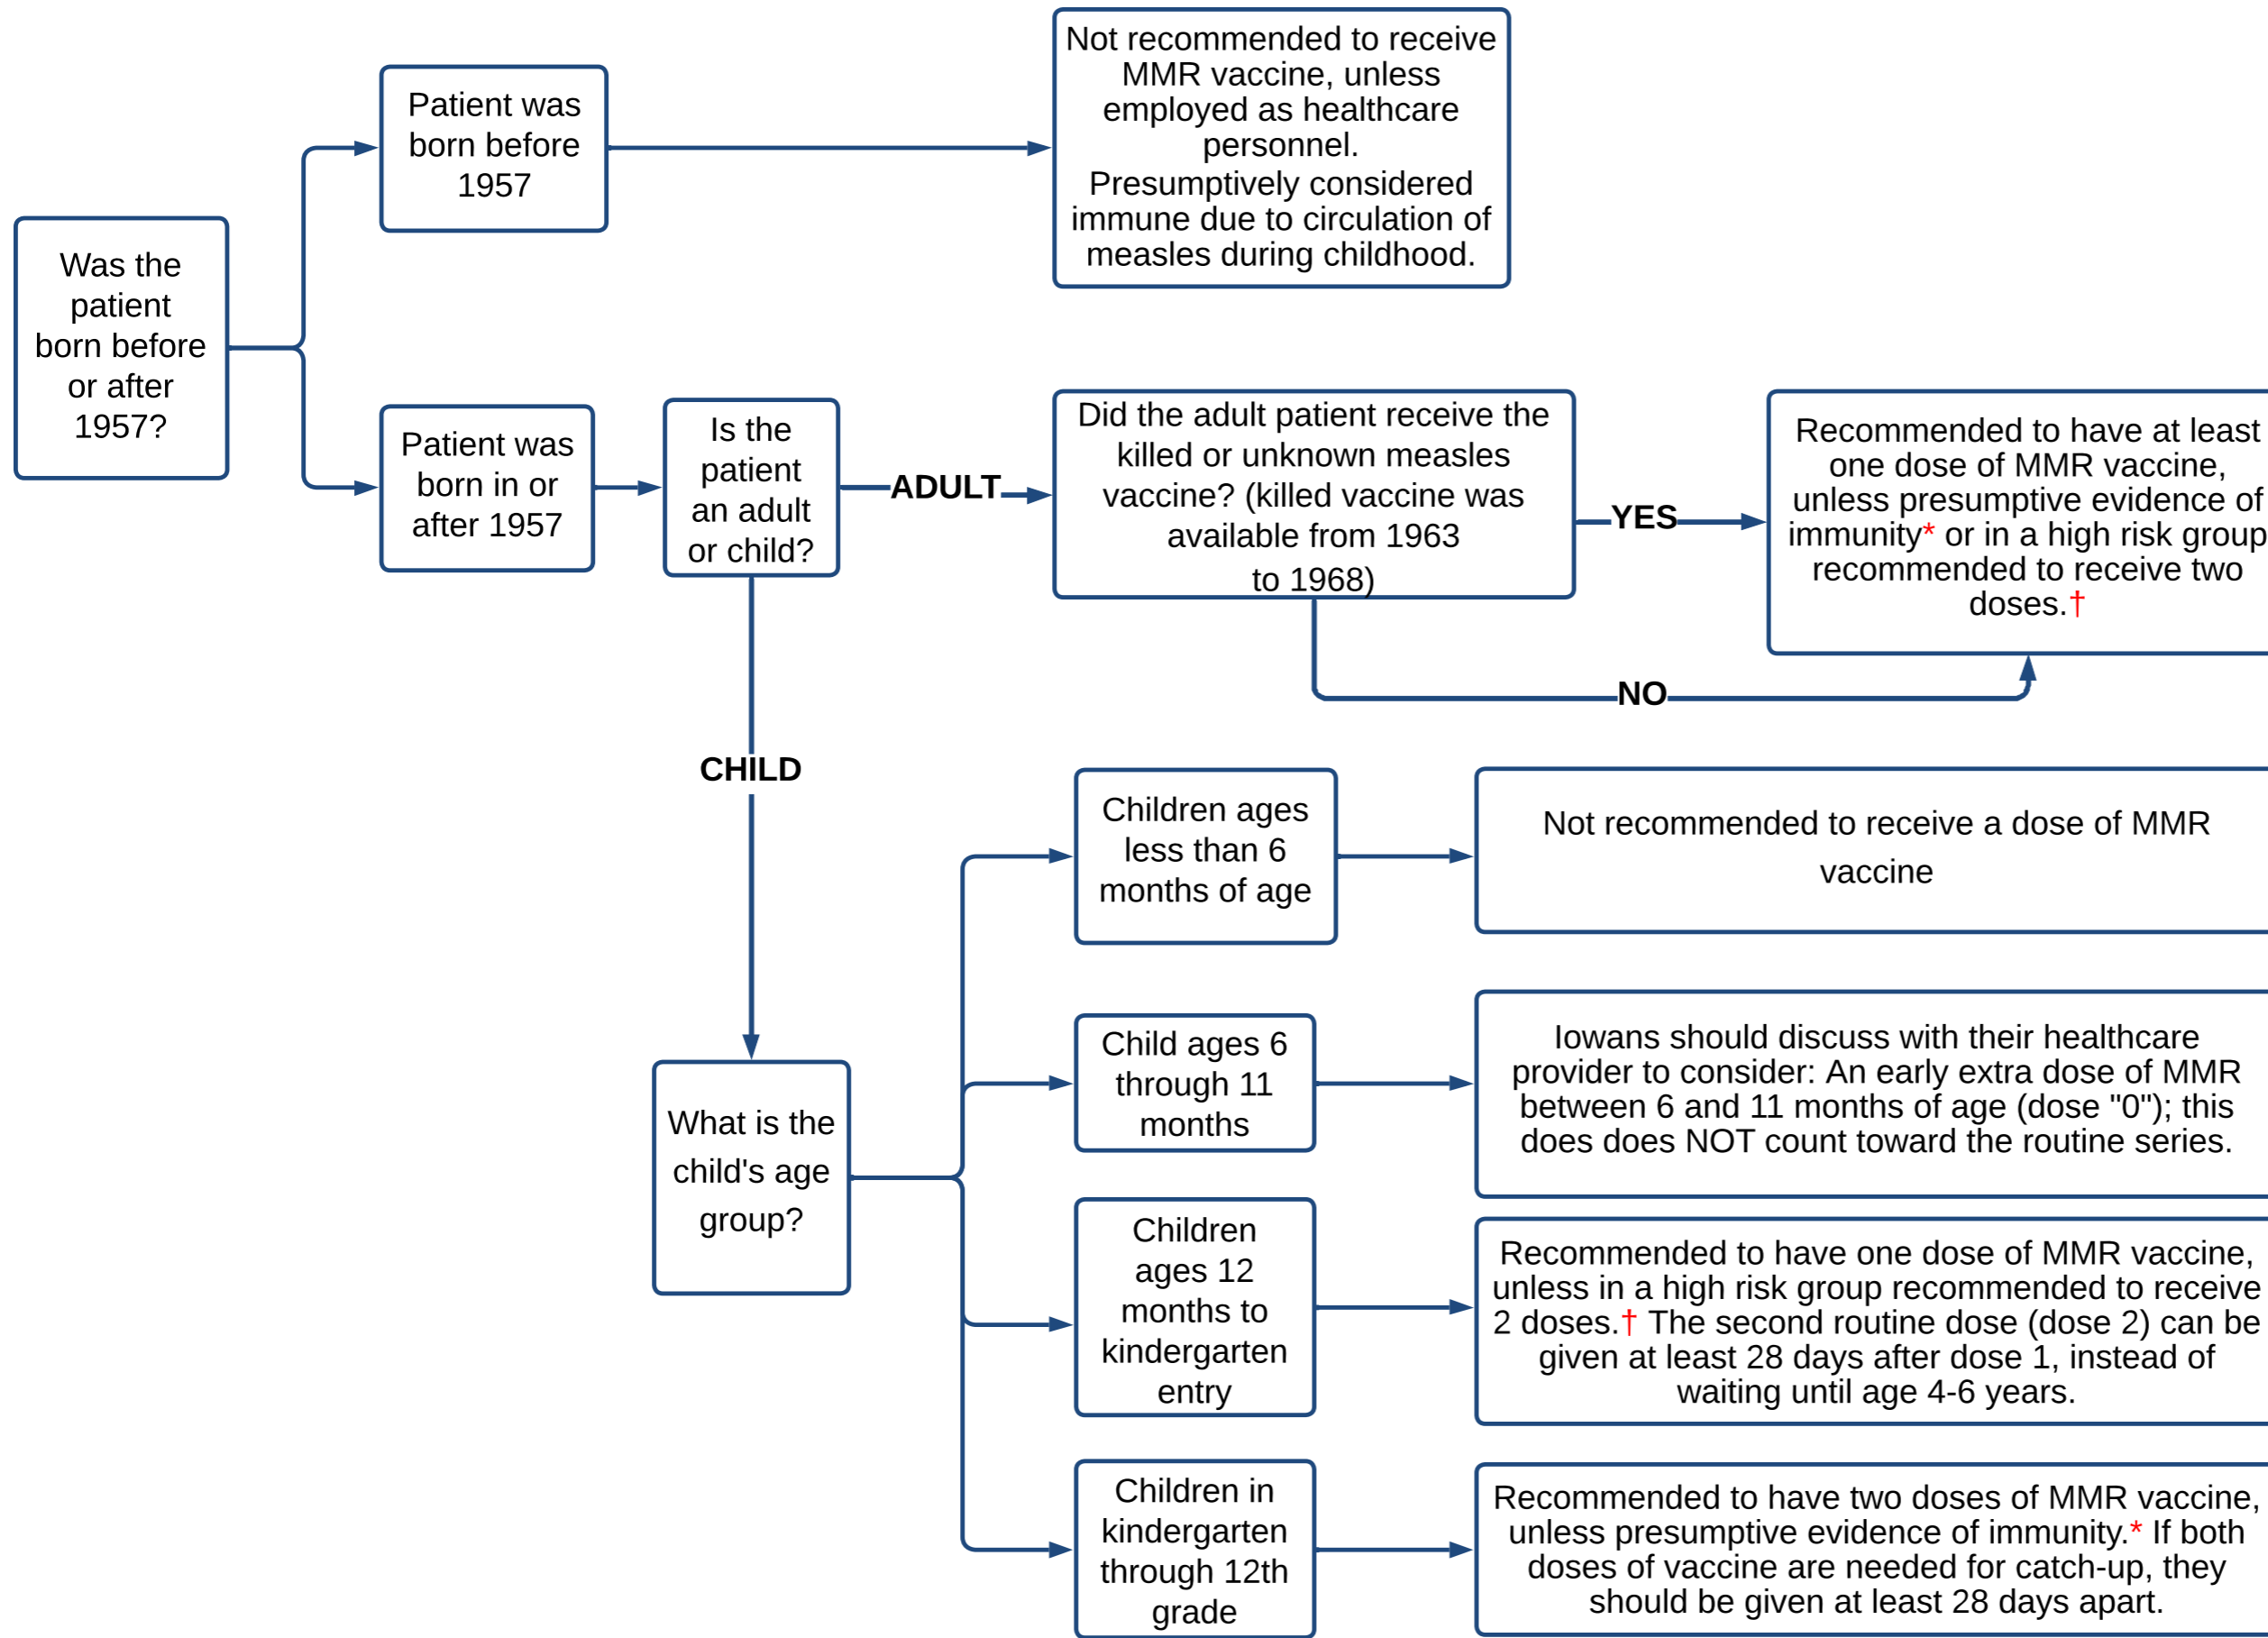 Not recommended to receive
MMR vaccine, unless
employed as healthcare
personnel.
Presumptively considered
immune due to circulation of
measles during childhood.
Patient was
born before
1957
Was the
patient
born before
or after
1957?
Patient was
born in or
after 1957
Is the
patient
an adult
or child?
ADULT
Did the adult patient receive the
killed or unknown measles
vaccine? (killed vaccine was
available from 1963
to 1968)
YES
Recommended to have at least
one dose of MMR vaccine,
unless presumptive evidence of
immunity* or in a high risk group
recommended to receive two
doses.†
NO
CHILD
What is the
child's age
group?
Children ages
less than 6
months of age
Not recommended to receive a dose of MMR
vaccine
Child ages 6
through 11
months
Iowans should discuss with their healthcare
provider to consider: An early extra dose of MMR
between 6 and 11 months of age (dose "0"); this
does does NOT count toward the routine series.
Children
ages 12
months to
kindergarten
entry
Recommended to have one dose of MMR vaccine,
unless in a high risk group recommended to receive
2 doses.† The second routine dose (dose 2) can be
given at least 28 days after dose 1, instead of
waiting until age 4-6 years.
Children in
kindergarten
through 12th
grade
Recommended to have two doses of MMR vaccine,
unless presumptive evidence of immunity.* If both
doses of vaccine are needed for catch-up, they
should be given at least 28 days apart.